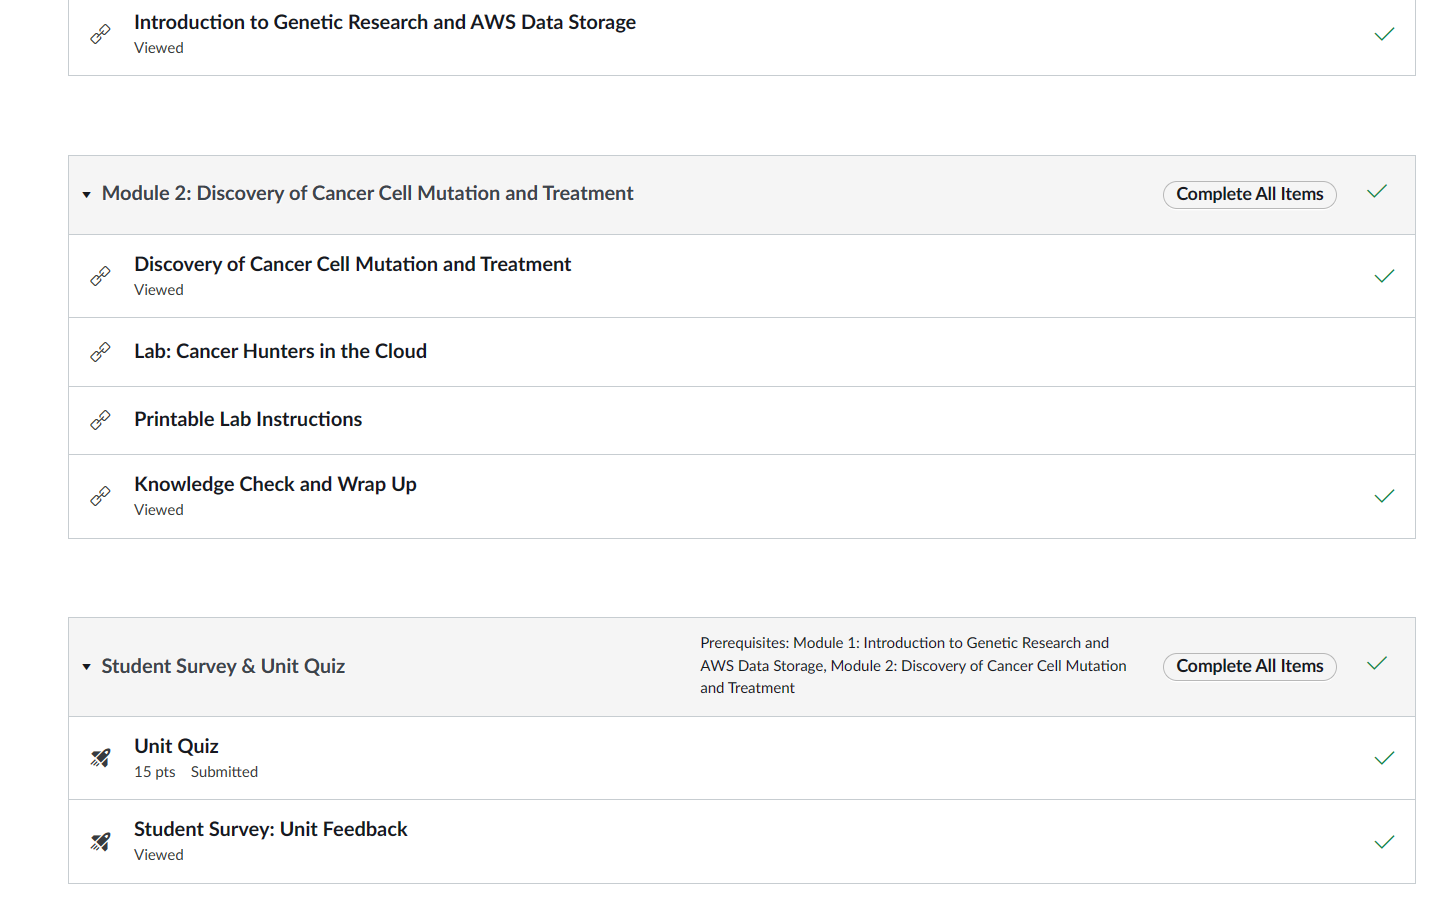 Introduction to Genetic Research and AWS Data Storage
Viewed
Module 2: Discovery of Cancer Cell Mutation and Treatment
Complete All Items
Discovery of Cancer Cell Mutation and Treatment
Viewed
Lab: Cancer Hunters in the Cloud
Printable Lab Instructions
Knowledge Check and Wrap Up
Viewed
Student Survey & Unit Quiz
Prerequisites: Module 1: Introduction to Genetic Research and
AWS Data Storage, Module 2: Discovery of Cancer Cell Mutation
and Treatment
Complete All Items
Unit Quiz
15 pts Submitted
Student Survey: Unit Feedback
Viewed